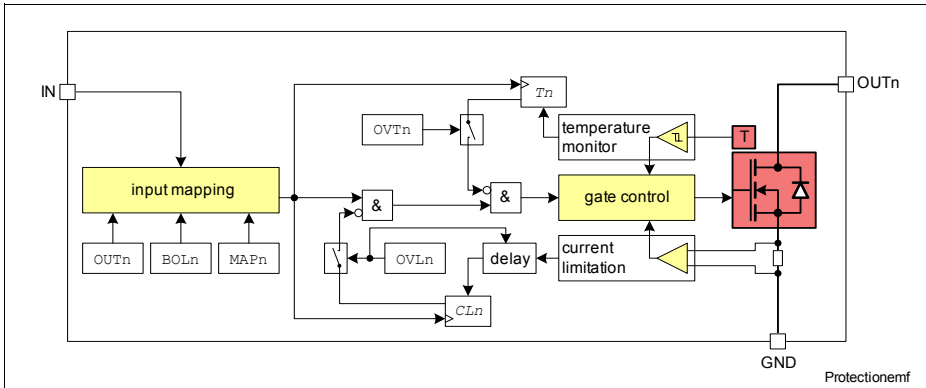 OUTn
IN
Tn
OVTn
temperature
monitor
T
input mapping
&
&
gate control
OUTn
BOLn
MAPn
OVLn
delay
current
limitation
CLn
GND
Protectionemf